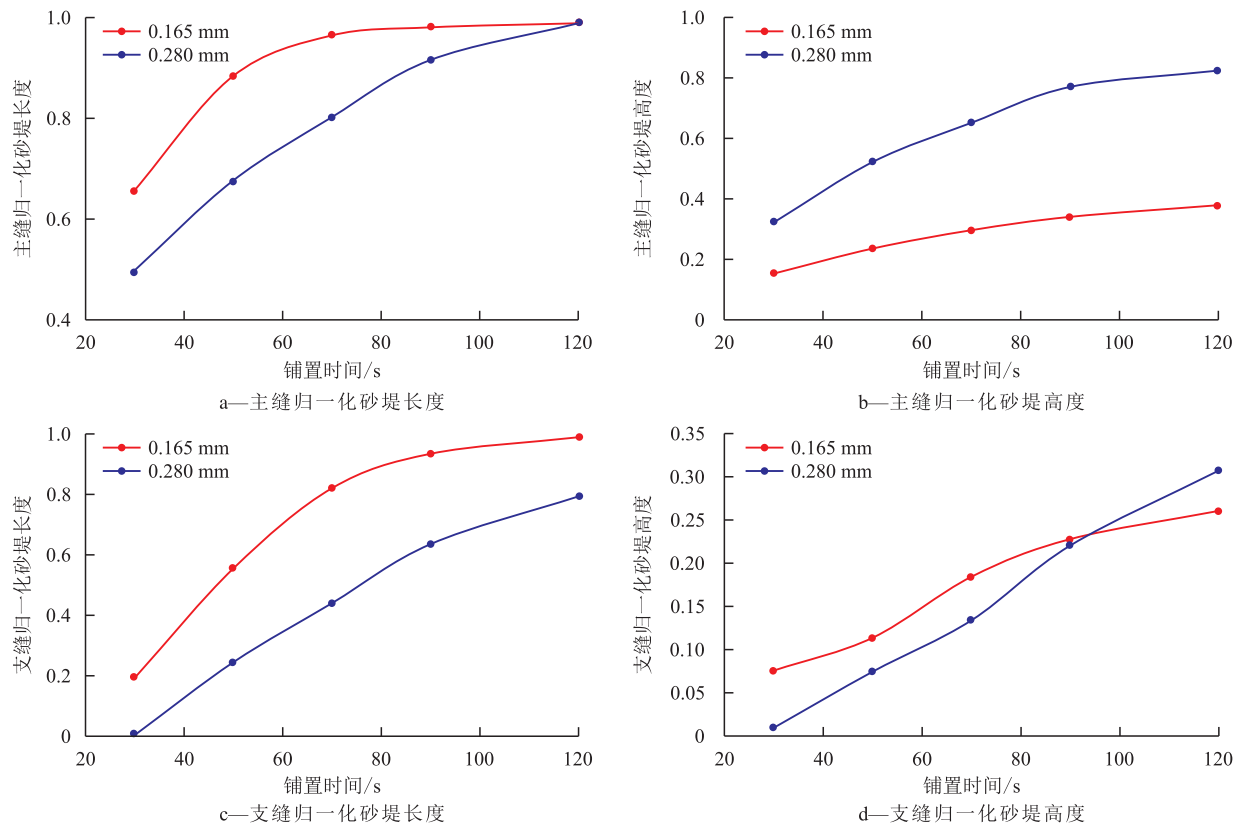 1.0
0.8
0.6
0.4
20
40
60
80
100
120
主缝归一化砂堤长度
0.165 mm
0.280 mm
铺置时间/s
a—主缝归一化砂堤长度
1.0
0.8
0.6
0.4
0.2
0
20
40
60
80
100
120
主缝归一化砂堤高度
0.165 mm
0.280 mm
铺置时间/s
b—主缝归一化砂堤高度
1.0
0.8
0.6
0.4
0.2
0
20
40
60
80
100
120
支缝归一化砂堤长度
0.165 mm
0.280 mm
铺置时间/s
c—支缝归一化砂堤长度
0.35
0.30
0.25
0.20
0.15
0.10
0.05
0
20
40
60
80
100
120
支缝归一化砂堤高度
0.165 mm
0.280 mm
铺置时间/s
d—支缝归一化砂堤高度